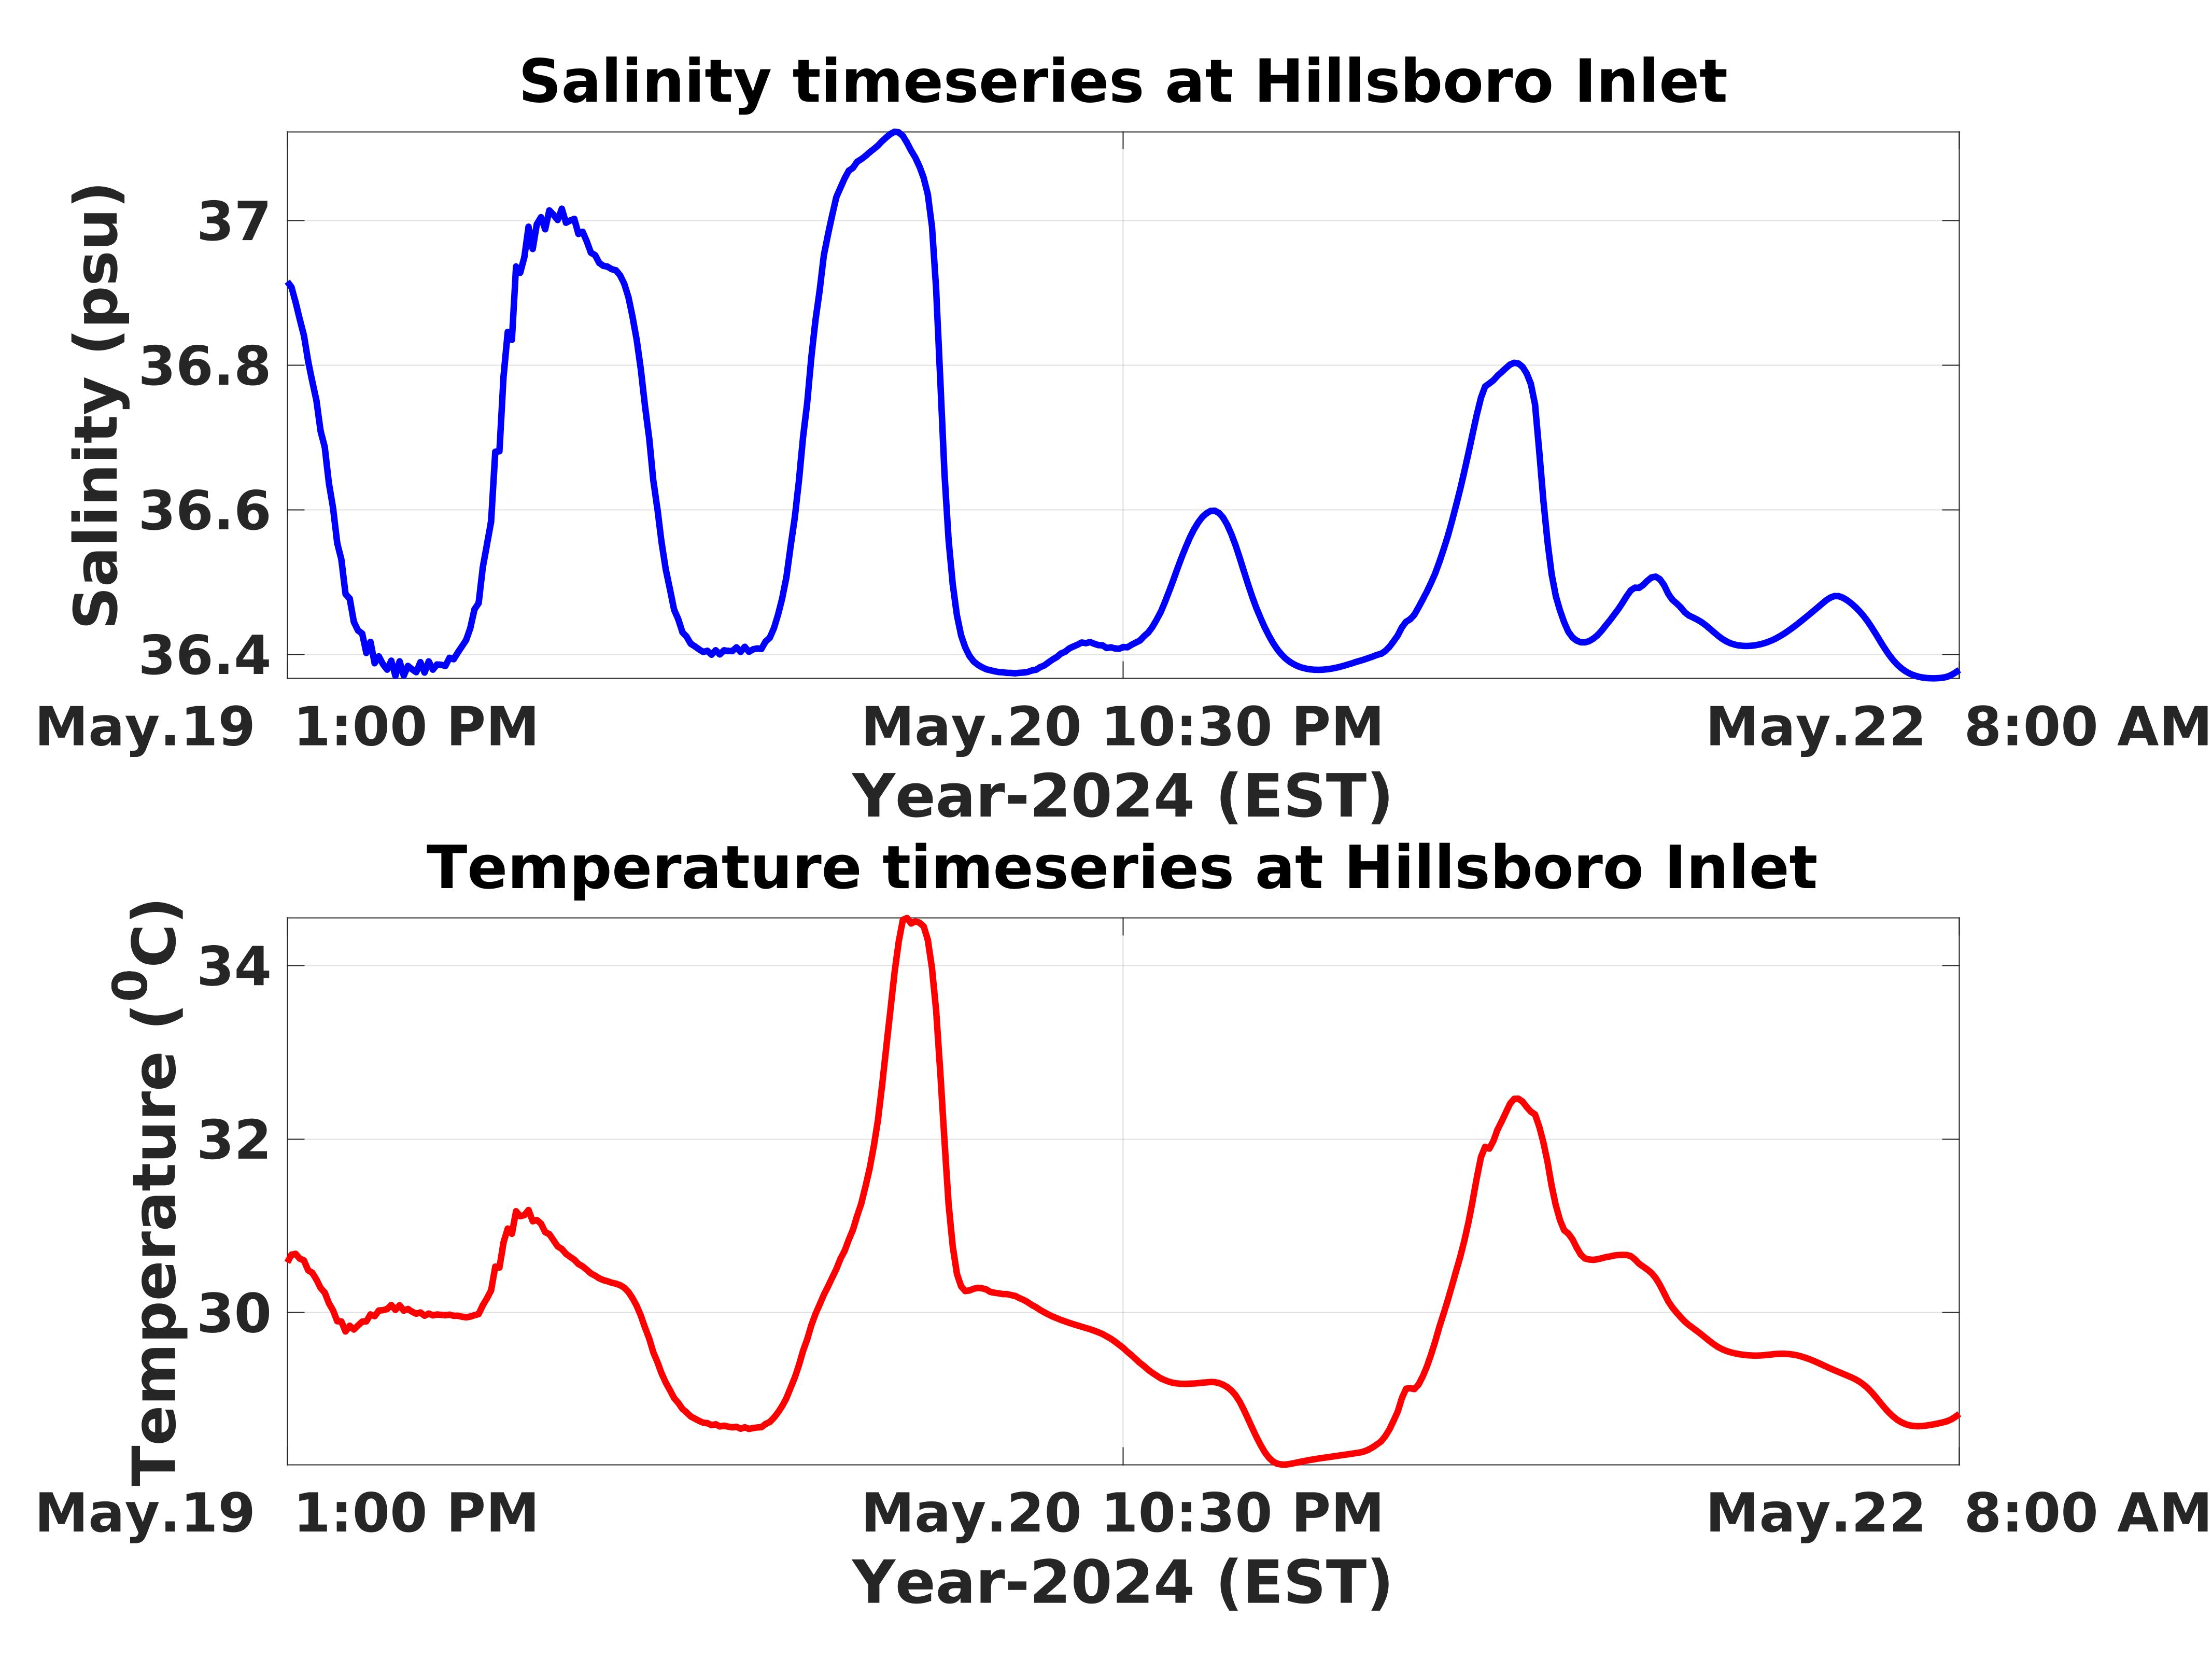 Salinity timeseries at Hillsboro Inlet
Salinity (psu)
37
36.8
36.6
36.4
May.19  1:00 PM
May.20 10:30 PM
May.22  8:00 AM
Year-2024 (EST)
Temperature timeseries at Hillsboro Inlet
Temperature (⁰C)
34
32
30
May.19  1:00 PM
May.20 10:30 PM
May.22  8:00 AM
Year-2024 (EST)